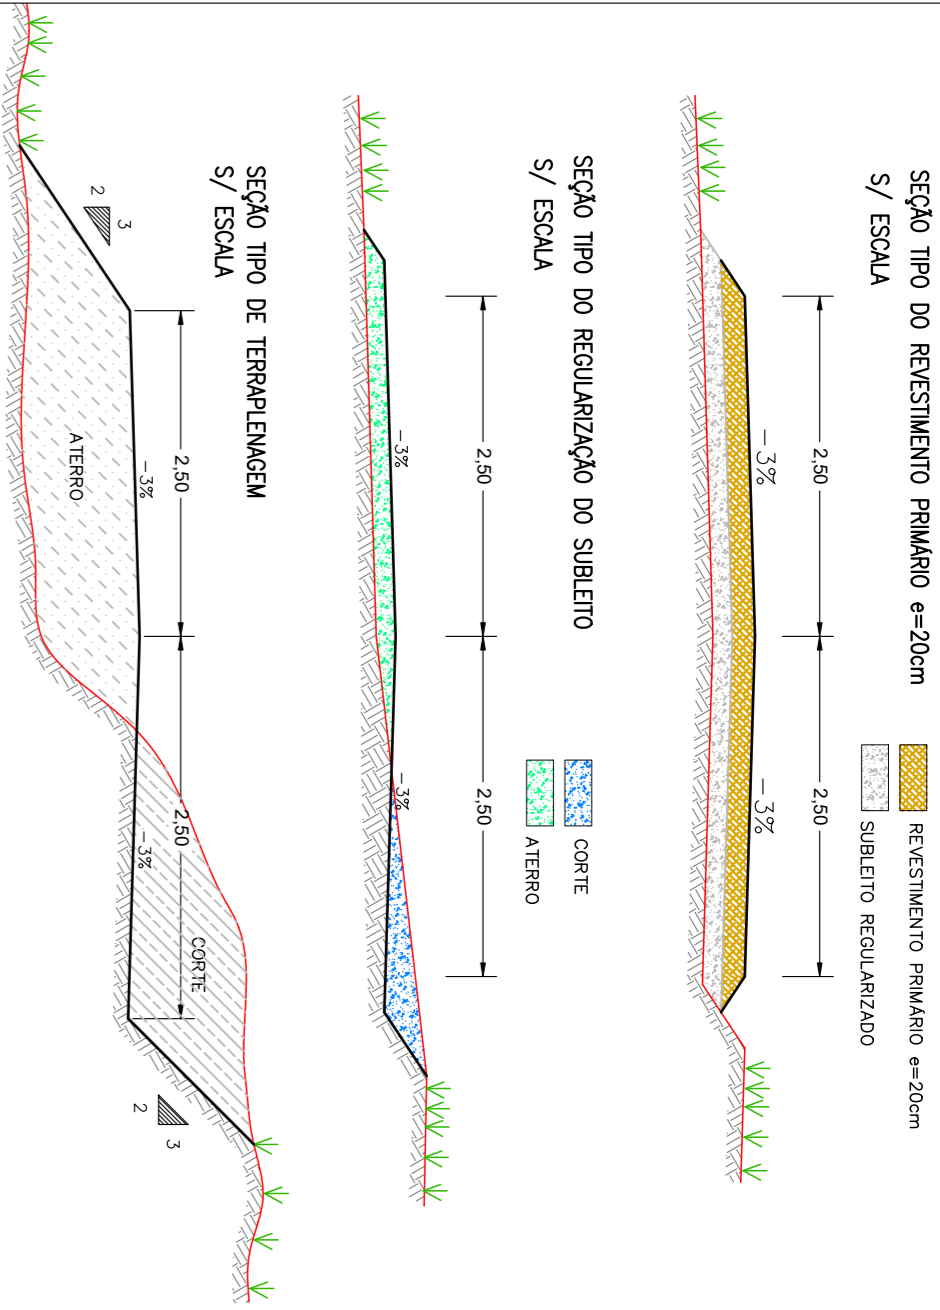 SEÇÃO TIPO DO REVESTIMENTO PRIMÁRIO e=20cm
S/ ESCALA
REVESTIMENTO PRIMÁRIO e=20cm
SUBLEITO REGULARIZADO
2,50
2,50
-3%
-3%
SEÇÃO TIPO DO REGULARIZAÇÃO DO SUBLEITO
S/ ESCALA
CORTE
ATERRO
2,50
2,50
-3%
-3%
SEÇÃO TIPO DE TERRAPLENAGEM
S/ ESCALA
2,50
2,50
-3%
-3%
ATERRO
CORTE
3
2
3
2